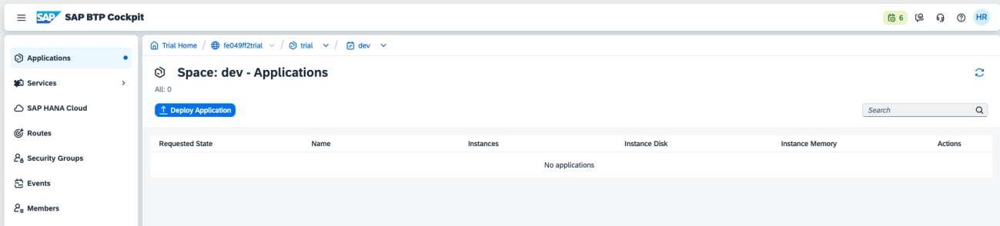 SAP SAP BTP Cockpit 6 HR
Applications
Services
SAP HANA Cloud
Routes
Security Groups
Events
Members
Trial Home / fe049ff2trial / trial / dev
Space: dev - Applications
All: 0
Deploy Application
Search
Requested State Name Instances Instance Disk Instance Memory Actions
No applications